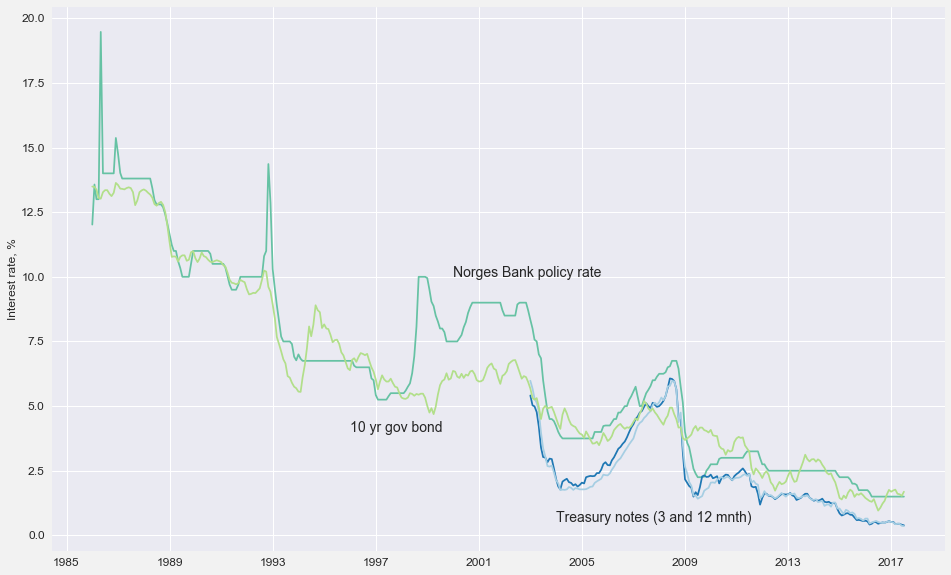 20.0
17.5
15.0
12.5
10.0
7.5
5.0
2.5
0.0
Interest rate, %
Norges Bank policy rate
10 yr gov bond
Treasury notes (3 and 12 mnth)
1985 1989 1993 1997 2001 2005 2009 2013 2017